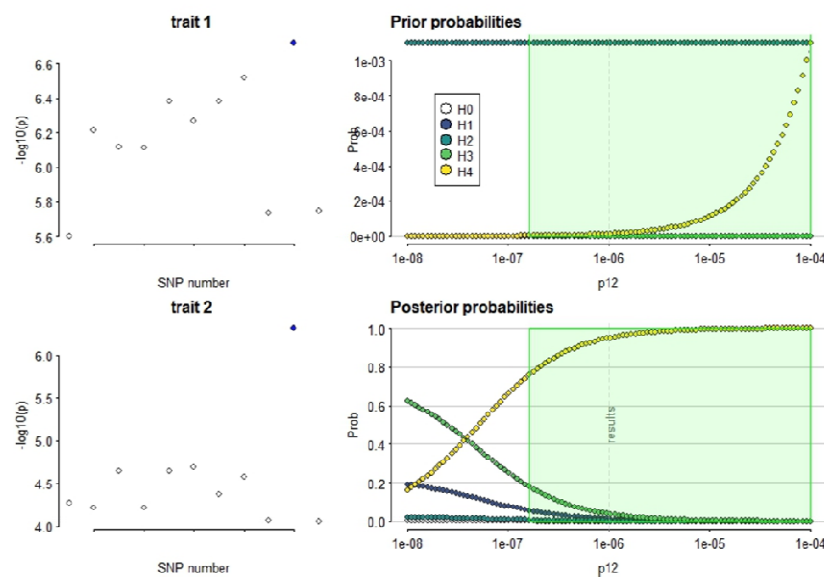 trait 1
-log10(p)
6.6
6.4
6.2
6.0
5.8
5.6
SNP number
Prior probabilities
Prob
1e-03
8e-04
6e-04
4e-04
2e-04
0e+00
H0
H1
H2
H3
H4
1e-08 1e-07 1e-06 1e-05 1e-04
p12
trait 2
-log10(p)
6.0
5.5
5.0
4.5
4.0
SNP number
Posterior probabilities
Prob
1.0
0.8
0.6
0.4
0.2
0.0
results
1e-08 1e-07 1e-06 1e-05 1e-04
p12